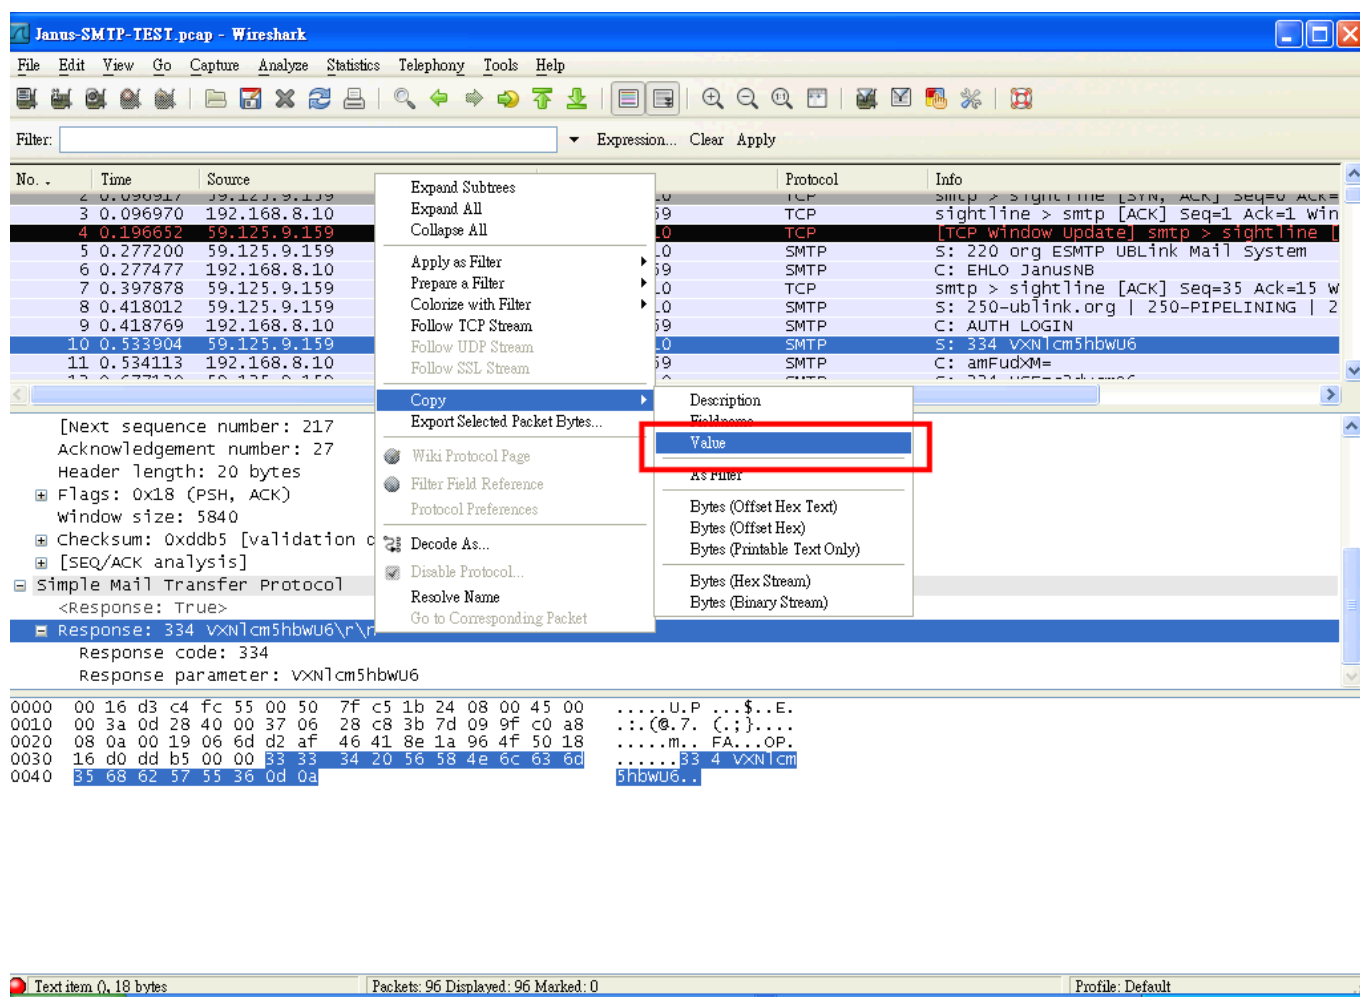 Janus-SMTP-TEST.pcap - Wireshark
File Edit View Go Capture Analyze Statistics Telephony Tools Help
Filter: Expression... Clear Apply
No. . Time Source Protocol Info
3 0.096970 192.168.8.10 59 TCP sightline > smtp [ACK] Seq=1 Ack=1 Win
4 0.196652 59.125.9.159 .0 TCP [TCP Window Update] smtp > sightline [
5 0.277200 59.125.9.159 .0 SMTP S: 220 org ESMTP UBLink Mail System
6 0.277477 192.168.8.10 59 SMTP C: EHLO JanusNB
7 0.397878 59.125.9.159 .0 TCP smtp > sightline [ACK] Seq=35 Ack=15 W
8 0.418012 59.125.9.159 .0 SMTP S: 250-ublink.org | 250-PIPELINING | 2
9 0.418769 192.168.8.10 59 SMTP C: AUTH LOGIN
10 0.533904 59.125.9.159 .0 SMTP S: 334 VXNlcm5hbWU6
11 0.534113 192.168.8.10 59 SMTP C: amFudXM=
Expand Subtrees
Expand All
Collapse All
Apply as Filter
Prepare a Filter
Colorize with Filter
Follow TCP Stream
Follow UDP Stream
Follow SSL Stream
Copy
Export Selected Packet Bytes...
Wiki Protocol Page
Filter Field Reference
Protocol Preferences
Decode As...
Disable Protocol...
Resolve Name
Go to Corresponding Packet
Description
Fieldname
Value
As Filter
Bytes (Offset Hex Text)
Bytes (Offset Hex)
Bytes (Printable Text Only)
Bytes (Hex Stream)
Bytes (Binary Stream)
[Next sequence number: 217
Acknowledgement number: 27
Header length: 20 bytes
Flags: 0x18 (PSH, ACK)
Window size: 5840
Checksum: 0xddb5 [validation
[SEQ/ACK analysis]
Simple Mail Transfer Protocol
<Response: True>
Response: 334 VXNlcm5hbWU6\r\n
Response code: 334
Response parameter: VXNlcm5hbWU6
0000 00 16 d3 c4 fc 55 00 50 7f c5 1b 24 08 00 45 00 .....U.P ...$..E.
0010 00 3a 0d 28 40 00 37 06 28 c8 3b 7d 09 9f c0 a8 .:.(@.7. (.;}....
0020 08 0a 00 19 06 6d d2 af 46 41 8e 1a 96 4f 50 18 .....m.. FA...OP.
0030 16 d0 dd b5 00 00 33 33 34 20 56 58 4e 6c 63 6d ......33 4 VXNlcm
0040 35 68 62 57 55 36 0d 0a 5hbWU6..
Text item (), 18 bytes Packets: 96 Displayed: 96 Marked: 0 Profile: Default